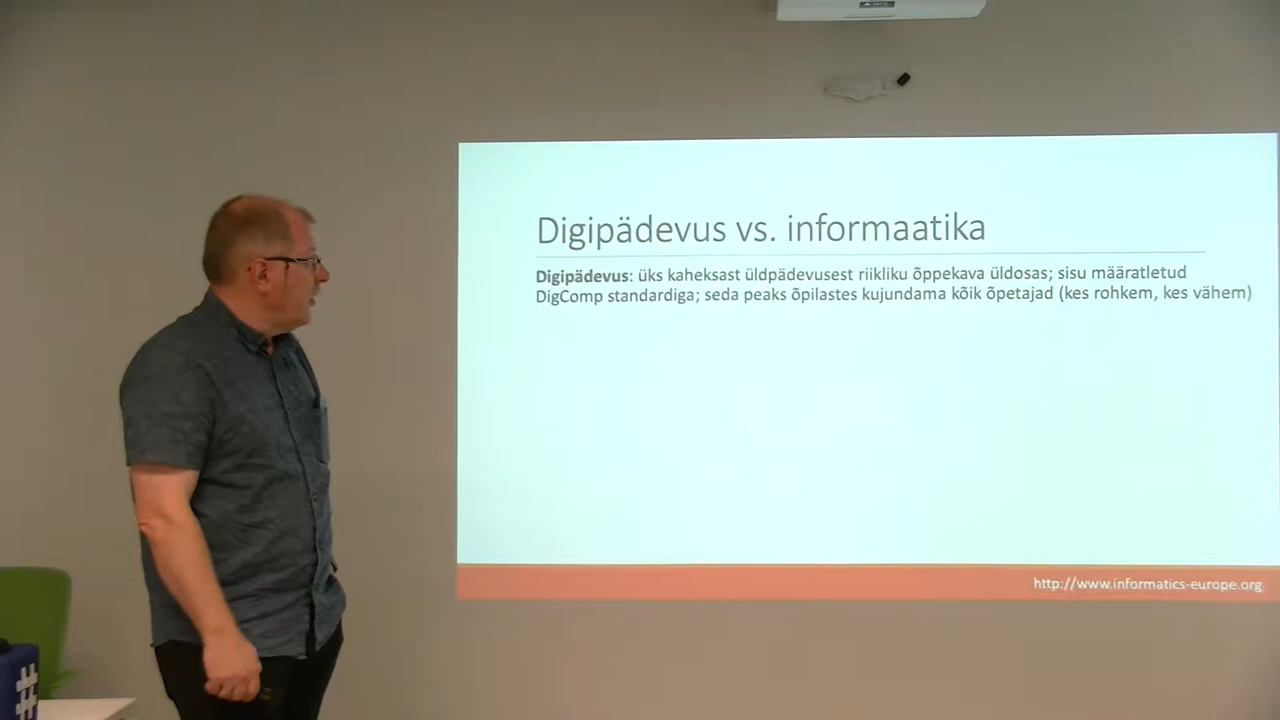 Digipädevus vs. informaatika
Digipädevus: üks kaheksast üldpädevusest riikliku õppekava üldosas; sisu määratletud
DigComp standardiga; seda peaks õpilastes kujundama kõik õpetajad (kes rohkem, kes vähem)
http://www.informatics-europe.org
#